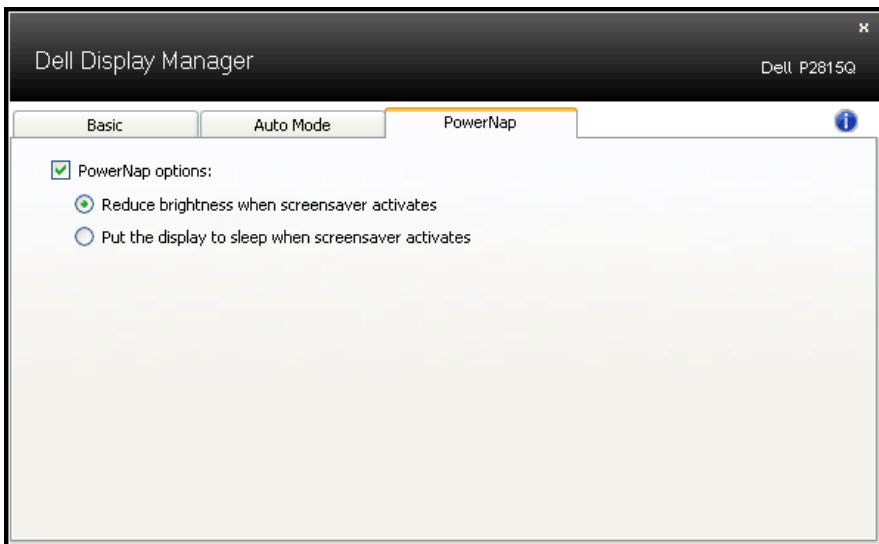 x
Dell Display Manager
Dell P2815Q
Basic
Auto Mode
PowerNap
i
PowerNap options:
Reduce brightness when screensaver activates
Put the display to sleep when screensaver activates